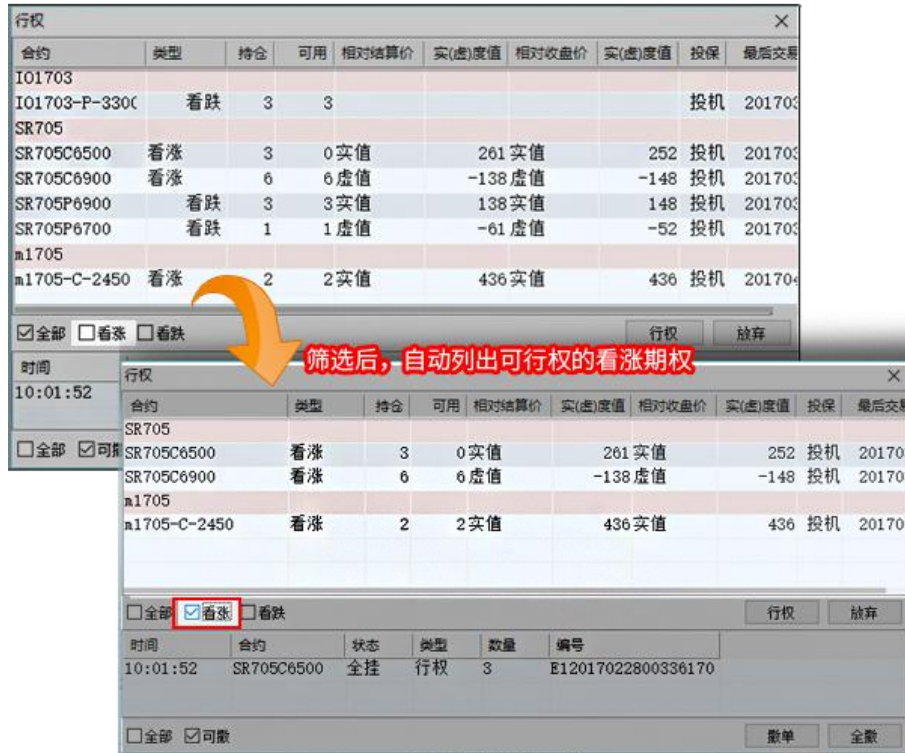 行权
合约 类型 持仓 可用 相对结算价 实(虚)度值 相对收盘价 实(虚)度值 投保 最后交易
IO1703
IO1703-P-3300 看跌 3 3 投机 201703
SR705
SR705C6500 看涨 3 0 实值 261 实值 252 投机 201703
SR705C6900 看涨 6 6 虚值 -138 虚值 -148 投机 201703
SR705P6900 看跌 3 3 实值 138 实值 148 投机 201703
SR705P6700 看跌 1 1 虚值 -61 虚值 -52 投机 201703
m1705
m1705-C-2450 看涨 2 2 实值 436 实值 436 投机 201704
全部 看涨 看跌 行权 放弃
时间
10:01:52
全部 可撤
筛选后，自动列出可行权的看涨期权
行权
合约 类型 持仓 可用 相对结算价 实(虚)度值 相对收盘价 实(虚)度值 投保 最后交易
SR705
SR705C6500 看涨 3 0 实值 261 实值 252 投机 20170
SR705C6900 看涨 6 6 虚值 -138 虚值 -148 投机 20170
m1705
m1705-C-2450 看涨 2 2 实值 436 实值 436 投机 20170
全部 看涨 看跌 行权 放弃
时间 合约 状态 类型 数量 编号
10:01:52 SR705C6500 全挂 行权 3 E12017022800336170
全部 可撤 撤单 全撤